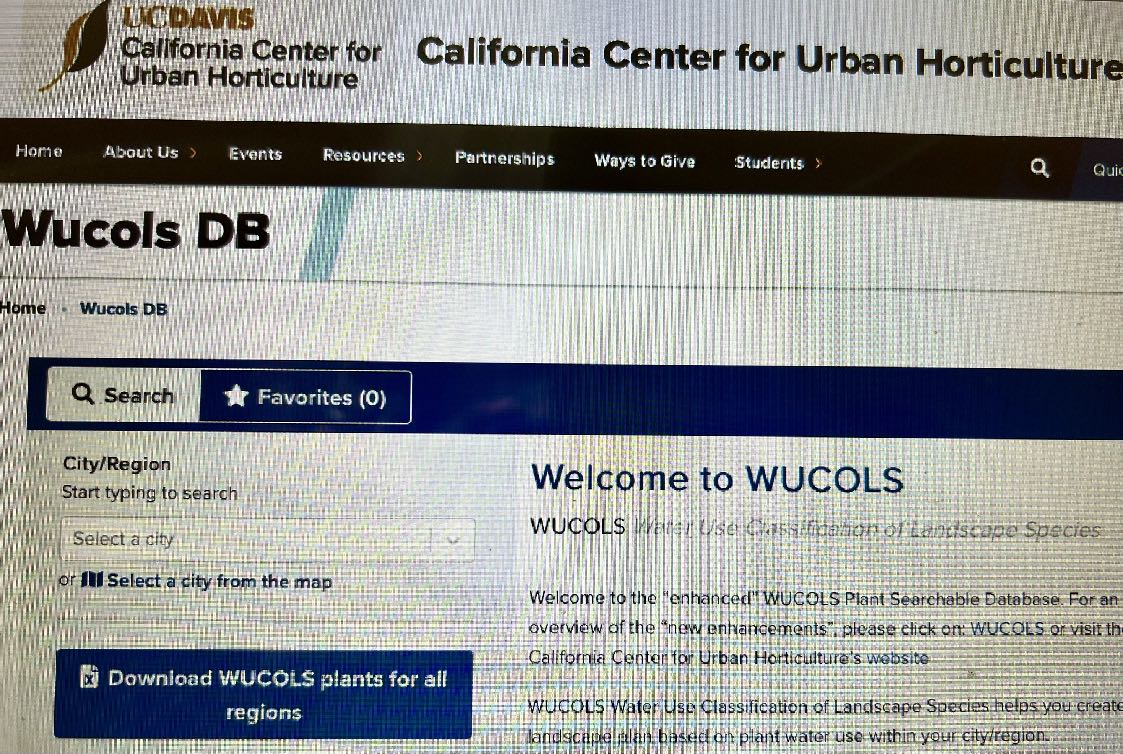 UCDAVIS
California Center for
Urban Horticulture
California Center for Urban Horticulture
Home About Us > Events Resources > Partnerships Ways to Give Students > Quic
Wucols DB
Home • Wucols DB
Search Favorites (0)
City/Region
Start typing to search
Select a city
or Select a city from the map
Download WUCOLS plants for all
regions
Welcome to WUCOLS
WUCOLS Water Use Classification of Landscape Species
Welcome to the "enhanced" WUCOLS Plant Searchable Database. For an
overview of the "new enhancements", please click on: WUCOLS or visit th
California Center for Urban Horticulture's website
WUCOLS Water Use Classification of Landscape Species helps you create
landscape plan based on plant water use within your city/region.